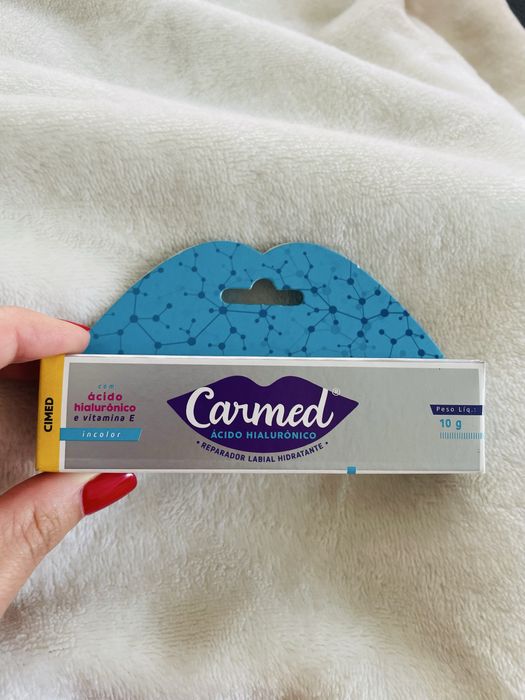 CIMED
com
ácido
hialurônico
e vitamina E
incolor
Carmed®
ÁCIDO HIALURÔNICO
• REPARADOR LABIAL HIDRATANTE •
Peso Líq.:
10 g